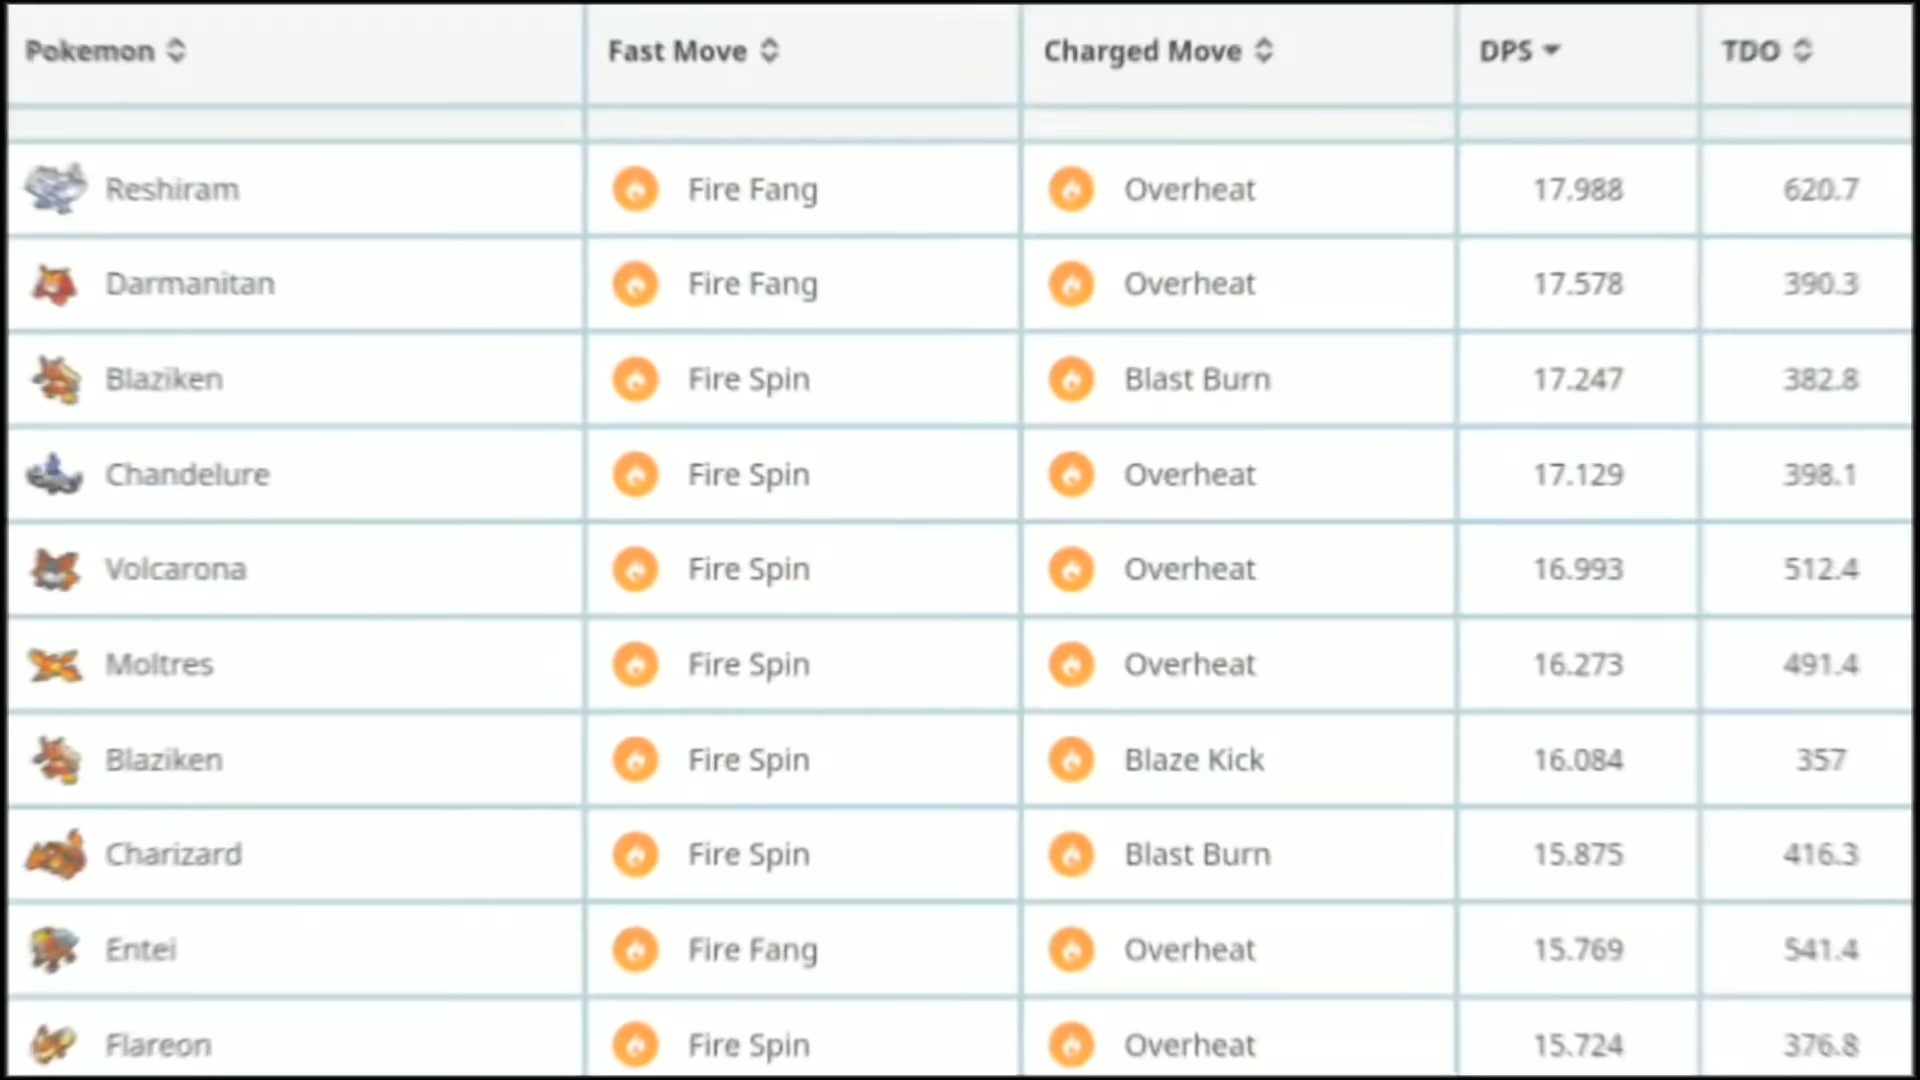 Pokemon Fast Move Charged Move DPS TDO
Reshiram Fire Fang Overheat 17.988 620.7
Darmanitan Fire Fang Overheat 17.578 390.3
Blaziken Fire Spin Blast Burn 17.247 382.8
Chandelure Fire Spin Overheat 17.129 398.1
Volcarona Fire Spin Overheat 16.993 512.4
Moltres Fire Spin Overheat 16.273 491.4
Blaziken Fire Spin Blaze Kick 16.084 357
Charizard Fire Spin Blast Burn 15.875 416.3
Entei Fire Fang Overheat 15.769 541.4
Flareon Fire Spin Overheat 15.724 376.8